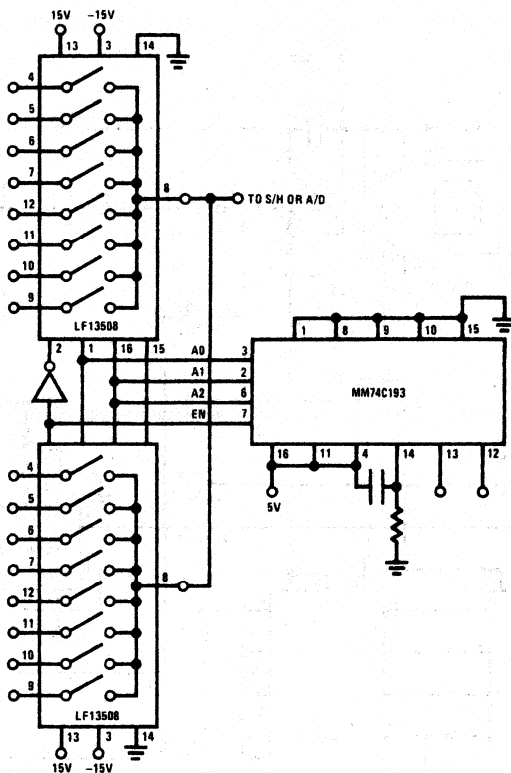 15V -15V
13 3 14
4
5
6
7
8 TO S/H OR A/D
12
11
10
9
LF13508
2 1 16 15
1 8 9 10 15
A0 3
A1 2
A2 6
EN 7
MM74C193
16 11 4 14 13 12
5V
4
5
6
7
8
12
11
10
9
LF13508
13 3 14
15V -15V